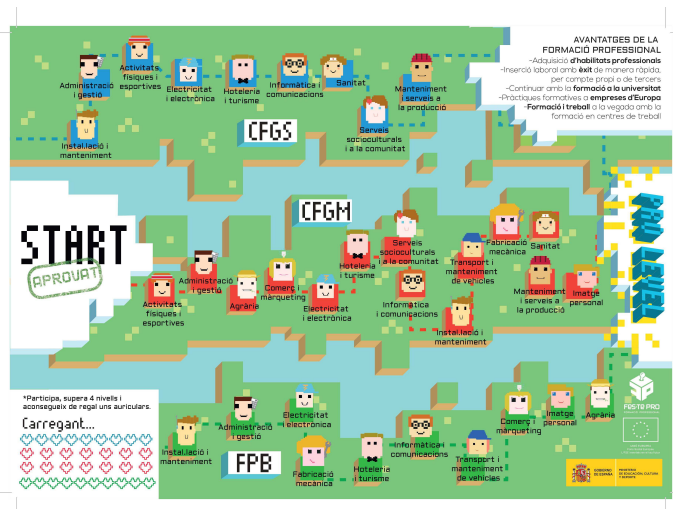 AVANTATGES DE LA
FORMACIÓ PROFESSIONAL
-Adquisició d'habilitats professionals
-Inserció laboral amb èxit de manera ràpida,
per compte propi o de tercers
-Continuar amb la formació a la universitat
-Pràctiques formatives a empreses d'Europa
-Formació i treball a la vegada amb la
formació en centres de treball
Administració
i gestió
Activitats
físiques i
esportives
Electricitat
i electrònica
Hoteleria
i turisme
Informàtica i
comunicacions
Sanitat
Manteniment
i serveis a
la producció
Instal.lació i
manteniment
CFGS
Serveis
socioculturals
i a la comunitat
START
APROVAT
CFGM
Activitats
físiques i
esportives
Administració
i gestió
Agrària
Comerç i
màrqueting
Electricitat
i electrònica
Hoteleria
i turisme
Serveis
socioculturals
i a la comunitat
Informàtica
i comunicacions
Transport i
manteniment
de vehicles
Instal.lació i
manteniment
Fabricació
mecànica
Sanitat
Manteniment
i serveis a
la producció
Imatge
personal
*Participa, supera 4 nivells i
aconsegueix de regal uns auriculars.
Carregant...
Instal.lació i
manteniment
Administració
i gestió
Electricitat
i electrònica
FPB
Fabricació
mecànica
Hoteleria
i turisme
Informàtica i
comunicacions
Transport i
manteniment
de vehicles
Comerç i
màrqueting
Imatge
personal
Agrària
FESTA PRO
GOBIERNO
DE ESPAÑA
MINISTERIO
DE EDUCACIÓN, CULTURA
Y DEPORTE